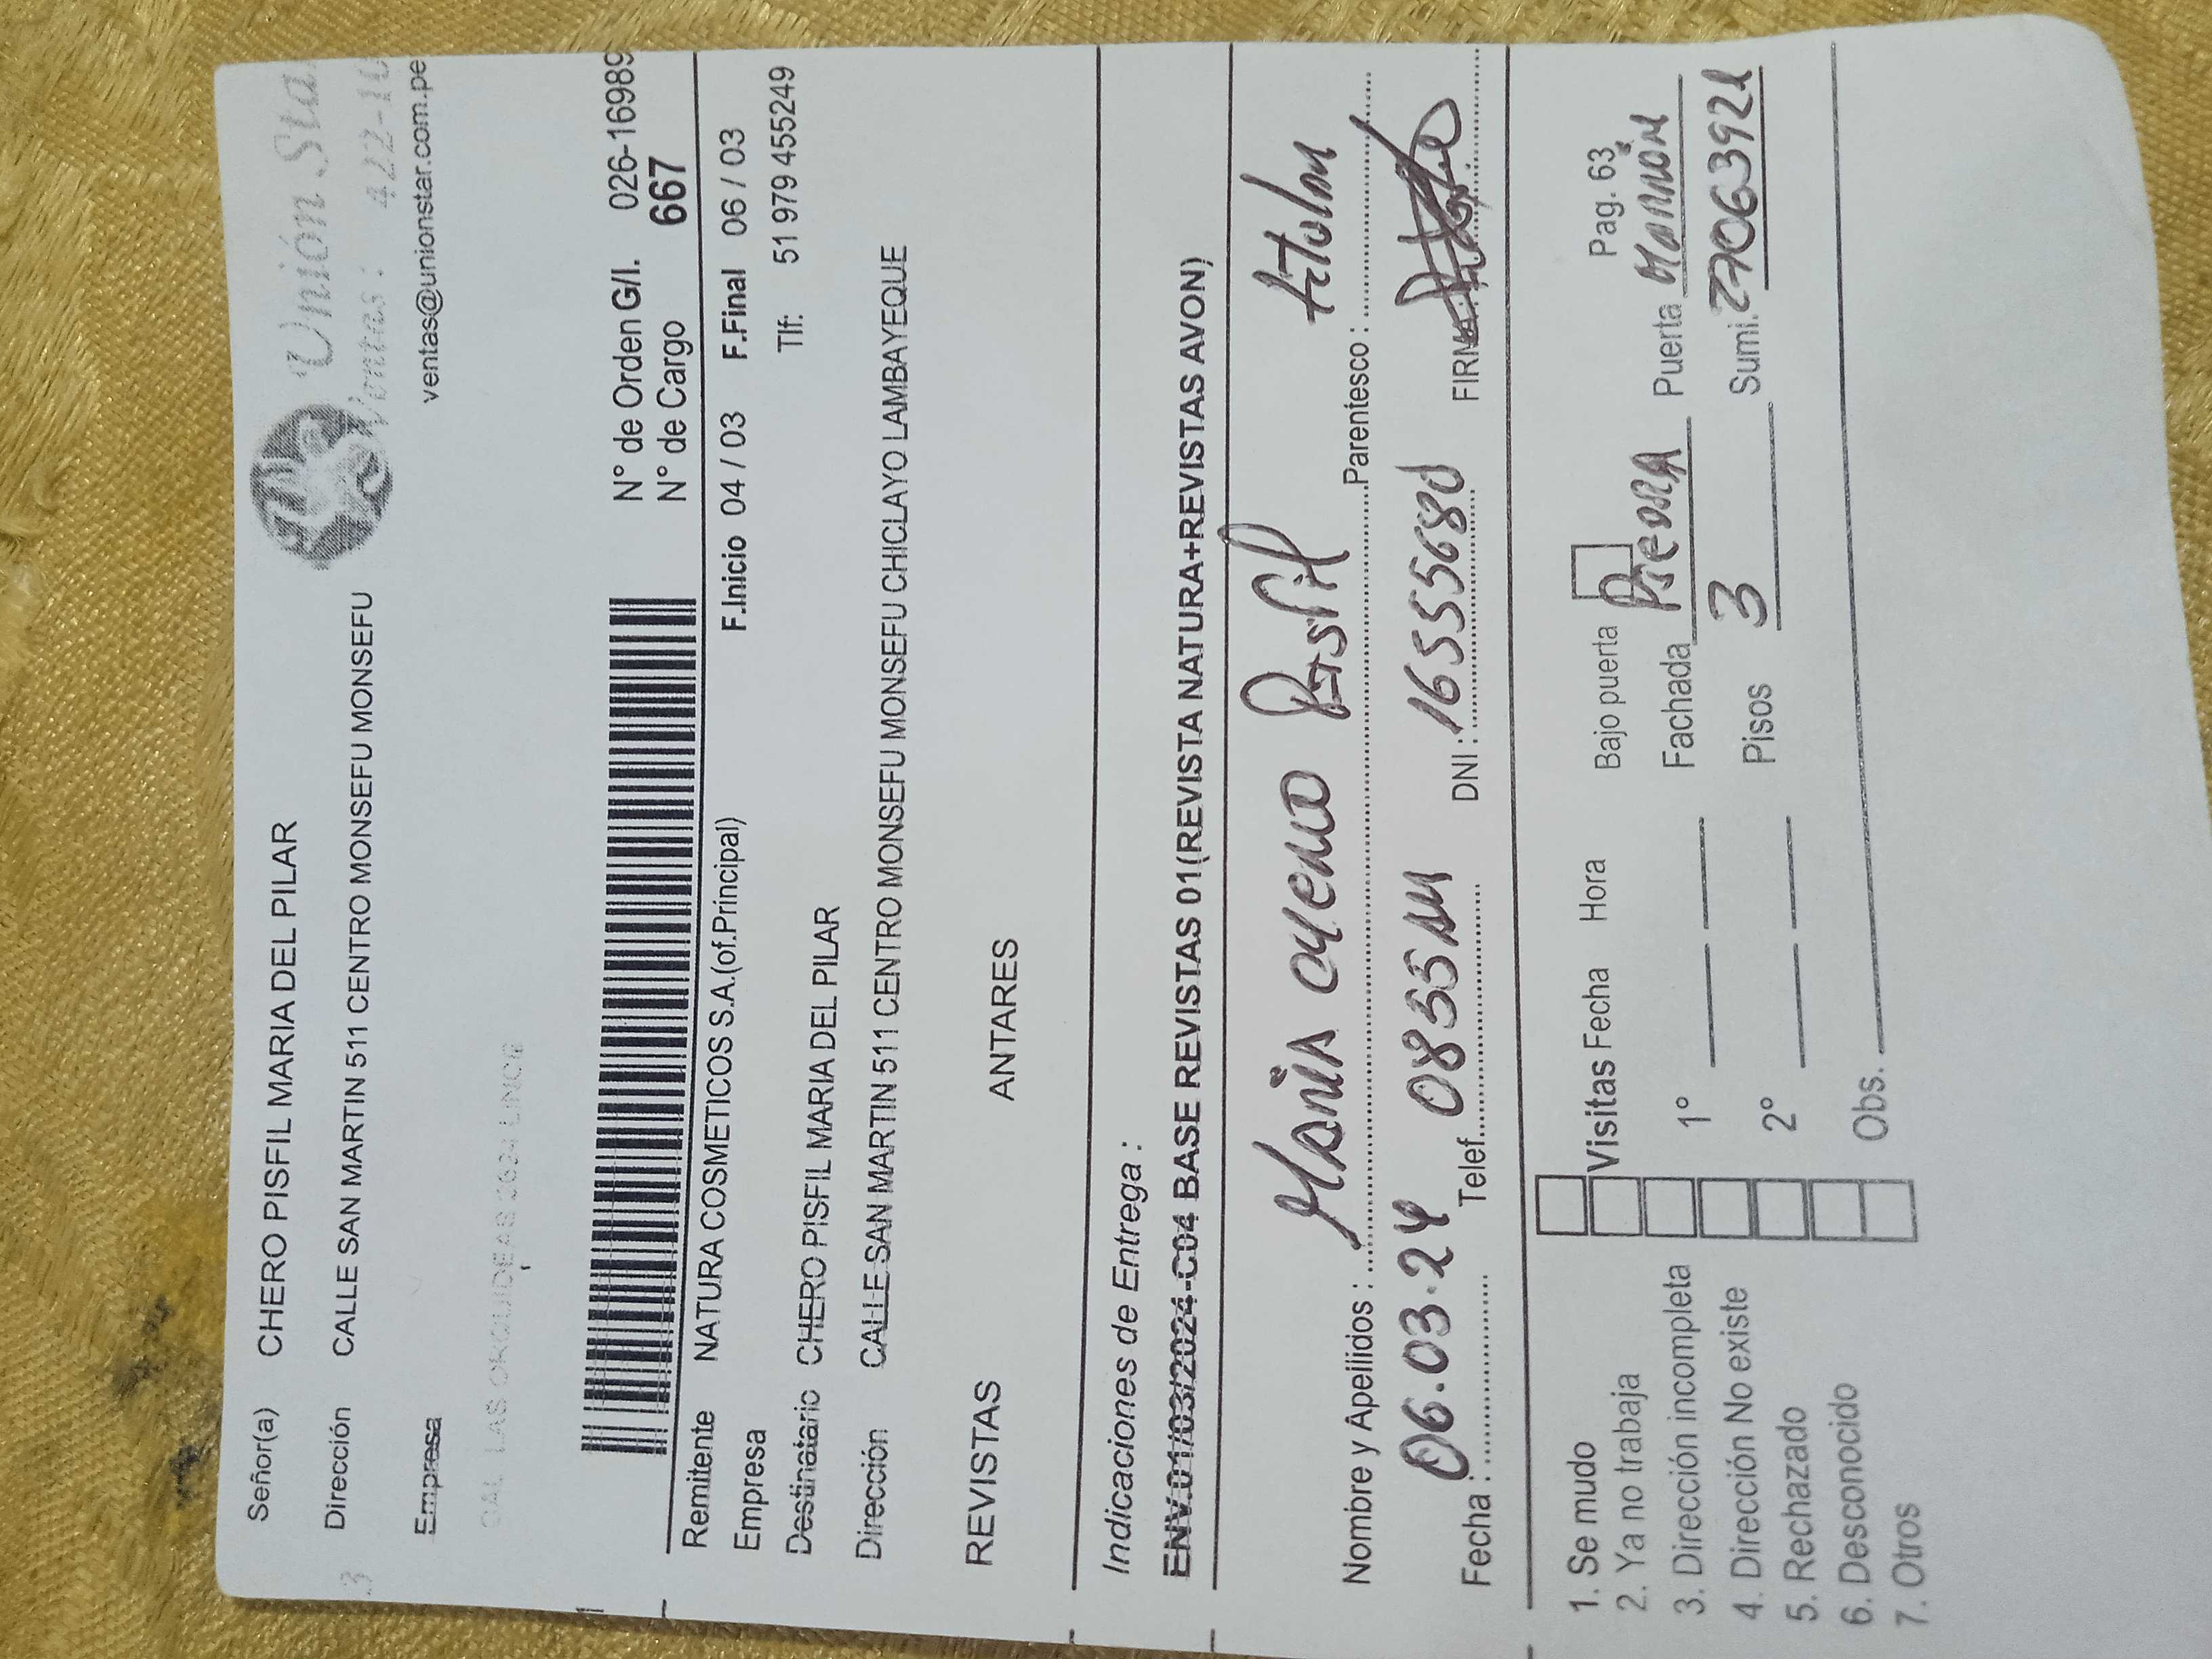 Señor(a) CHERO PISFIL MARIA DEL PILAR
Unión Sta
Dirección CALLE SAN MARTIN 511 CENTRO MONSEFU MONSEFU
Ventas: 422-10
Empresa
ventas@unionstar.com.pe
N° de Orden G/I. 026-16989
N° de Cargo 667
Remitente NATURA COSMETICOS S.A.(of.Principal)
F.Inicio 04 / 03 F.Final 06 / 03
Empresa
Tlf: 51 979 455249
Destinatario CHERO PISFIL MARIA DEL PILAR
Dirección CALLE SAN MARTIN 511 CENTRO MONSEFU MONSEFU CHICLAYO LAMBAYEQUE
REVISTAS ANTARES
Indicaciones de Entrega :
ENV.01/03/2024-C04 BASE REVISTAS 01(REVISTA NATURA+REVISTAS AVON)
Nombre y Apellidos : Maria Chero Pisfil Parentesco : titular
Fecha : 06.03.24 Telef. 0855 AM DNI : 16555680 FIRMA
1. Se mudo
2. Ya no trabaja
3. Dirección incompleta
4. Dirección No existe
5. Rechazado
6. Desconocido
7. Otros
Visitas Fecha Hora
1°
2°
Obs.
Bajo puerta Pag. 63
Fachada Piedra Puerta Marron
Pisos 3 Sumi.